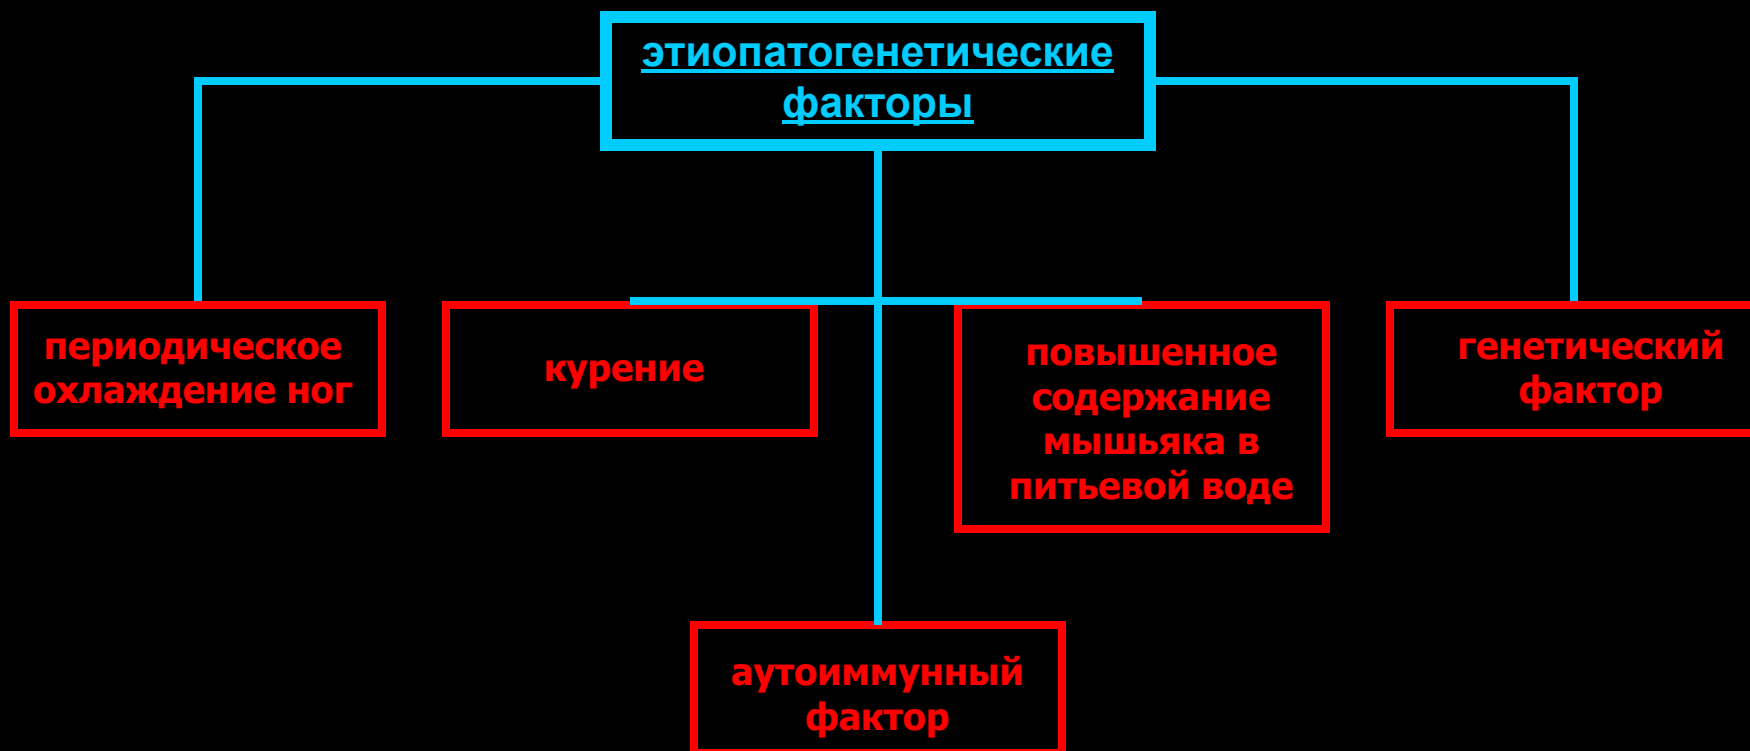 этиопатогенетические
факторы
периодическое
охлаждение ног
курение
повышенное
содержание
мышьяка в
питьевой воде
генетический
фактор
аутоиммунный
фактор